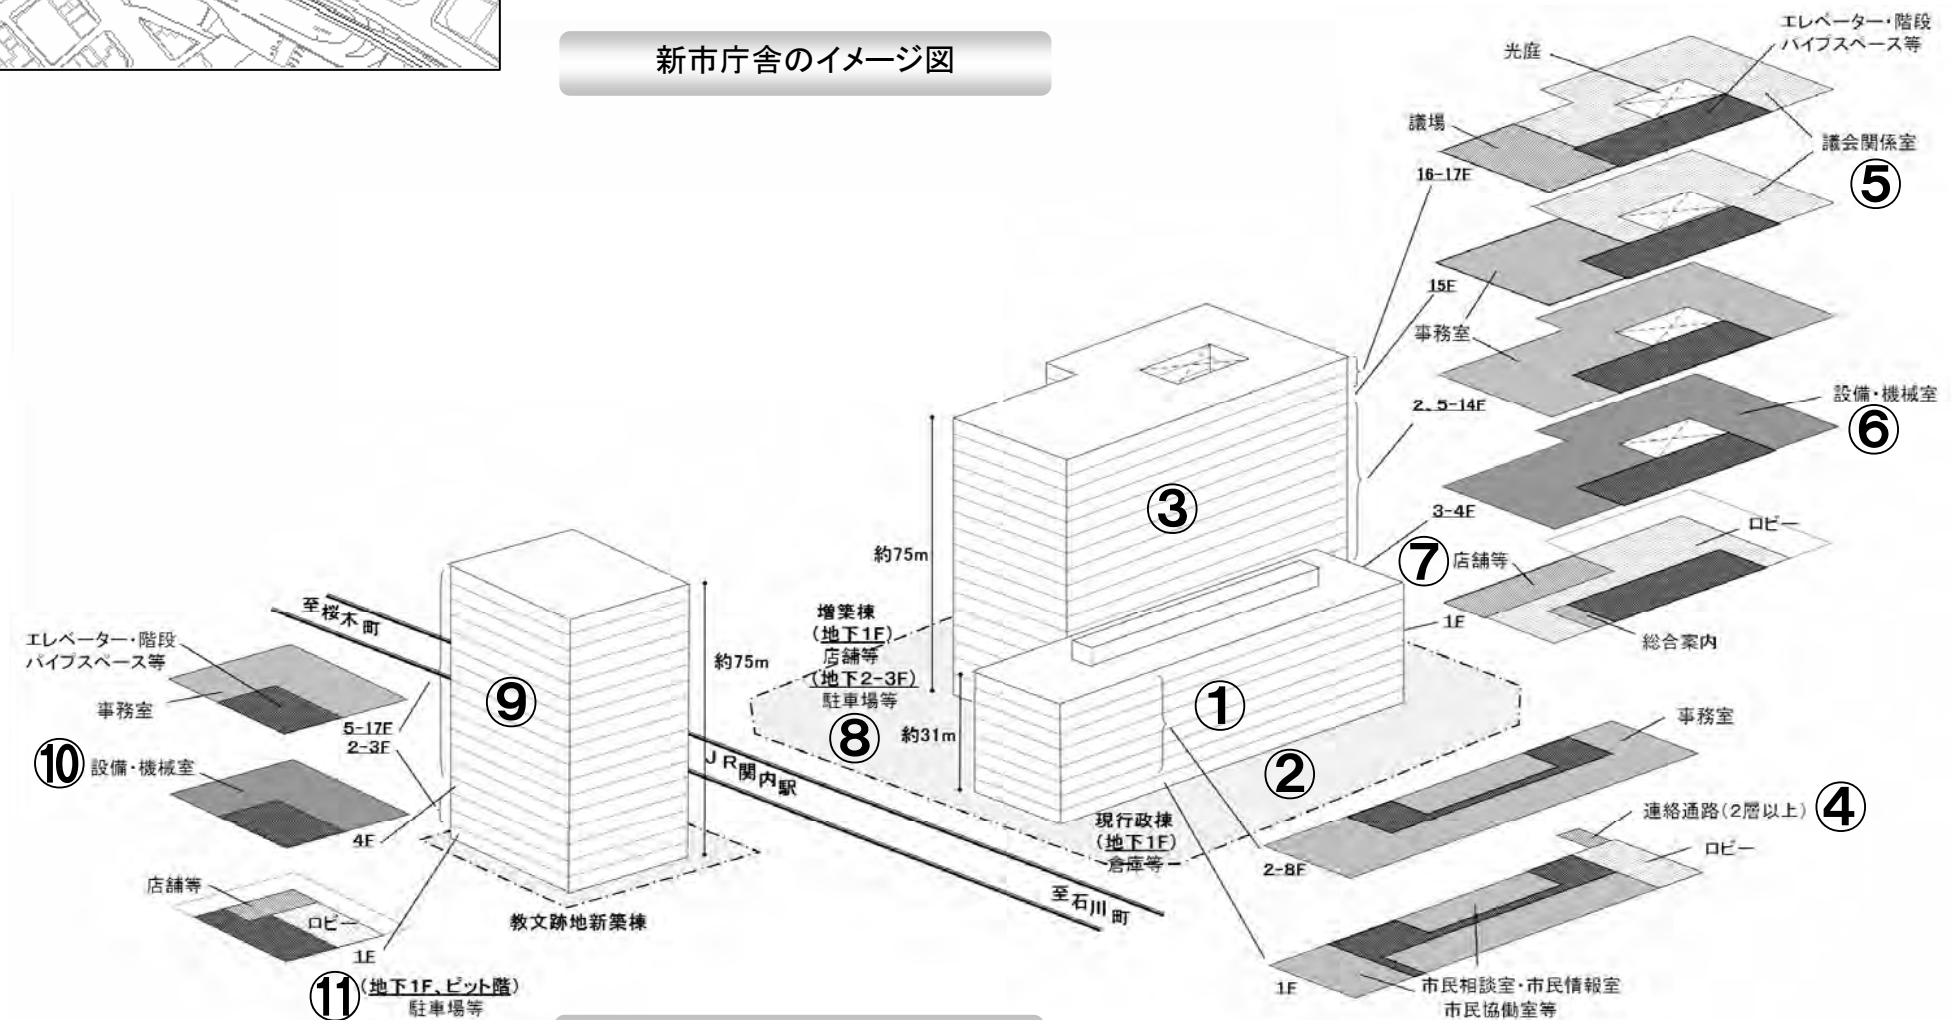 新市庁舎のイメージ図
エレベーター・階段
パイプスペース等
光庭
議場
議会関係室
⑤
16-17F
15F
事務室
2、5-14F
設備・機械室
⑥
3-4F
ロビー
⑦ 店舗等
1F
総合案内
③
約75m
増築棟
(地下1F)
店舗等
(地下2-3F)
駐車場等
⑧
約31m
①
②
現行政棟
(地下1F)
倉庫等
事務室
連絡通路(2層以上) ④
ロビー
2-8F
1F
市民相談室・市民情報室
市民協働室等
至桜木町
JR関内駅
至石川町
約75m
⑨
エレベーター・階段
パイプスペース等
事務室
5-17F
2-3F
⑩ 設備・機械室
4F
店舗等
ロビー
1F
⑪ (地下1F、ピット階)
駐車場等
教文跡地新築棟